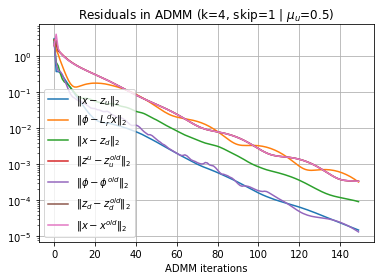 Residuals in ADMM (k=4, skip=1 | μ_u=0.5)
10^0
10^{-1}
10^{-2}
10^{-3}
10^{-4}
10^{-5}
‖x − z_u‖_2
‖ϕ − L_r^d x‖_2
‖x − z_d‖_2
‖z^u − z_u^{old}‖_2
‖ϕ − ϕ^{old}‖_2
‖z_d − z_d^{old}‖_2
‖x − x^{old}‖_2
0 20 40 60 80 100 120 140
ADMM iterations